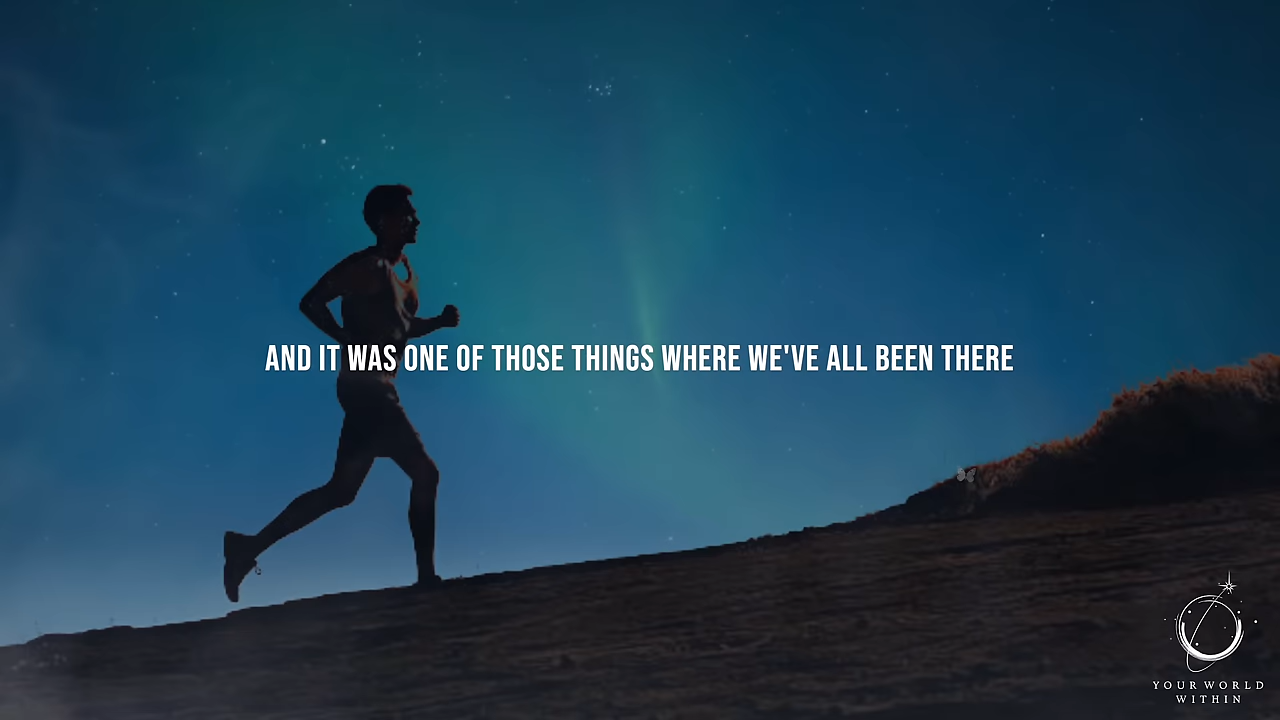 AND IT WAS ONE OF THOSE THINGS WHERE WE'VE ALL BEEN THERE
YOUR WORLD
WITHIN